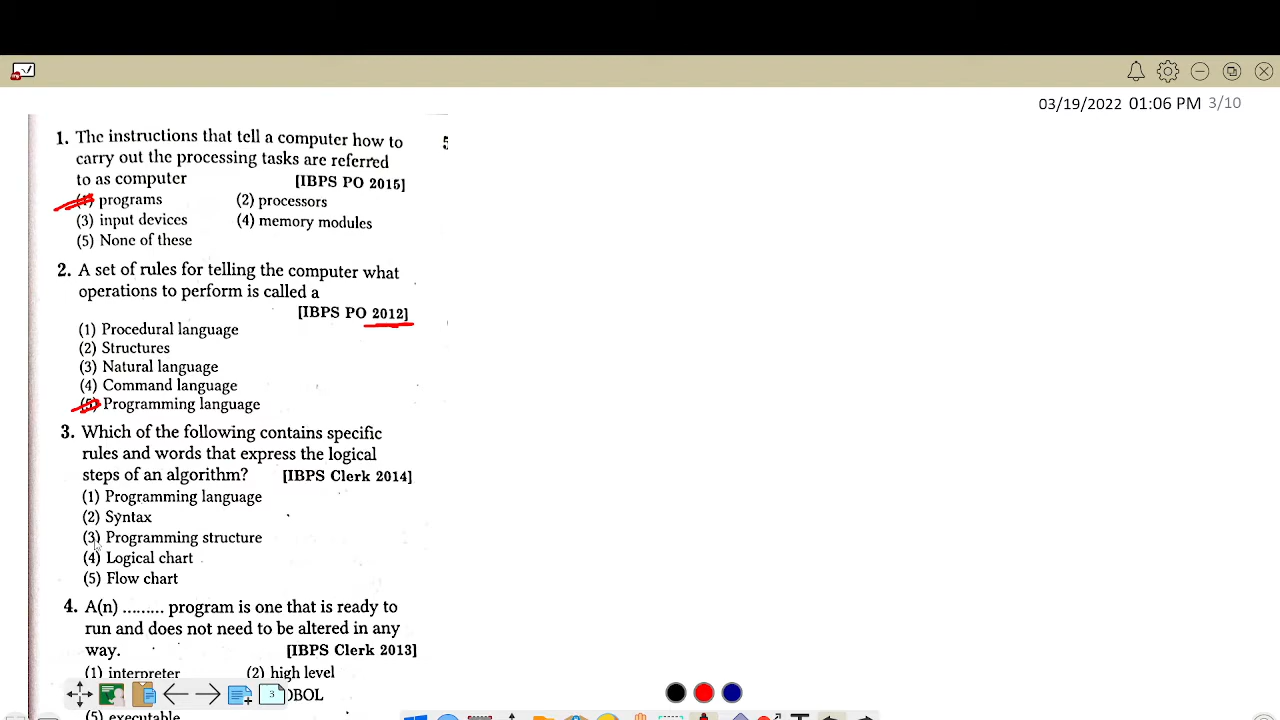 03/19/2022 01:06 PM 3/10
1. The instructions that tell a computer how to
carry out the processing tasks are referred
to as computer [IBPS PO 2015]
programs (2) processors
(3) input devices (4) memory modules
(5) None of these
2. A set of rules for telling the computer what
operations to perform is called a
[IBPS PO 2012]
(1) Procedural language
(2) Structures
(3) Natural language
(4) Command language
(5) Programming language
3. Which of the following contains specific
rules and words that express the logical
steps of an algorithm? [IBPS Clerk 2014]
(1) Programming language
(2) Syntax
(3) Programming structure
(4) Logical chart
(5) Flow chart
4. A(n) ......... program is one that is ready to
run and does not need to be altered in any
way. [IBPS Clerk 2013]
(1) interpreter (2) high level
3 OBOL
(5) executable